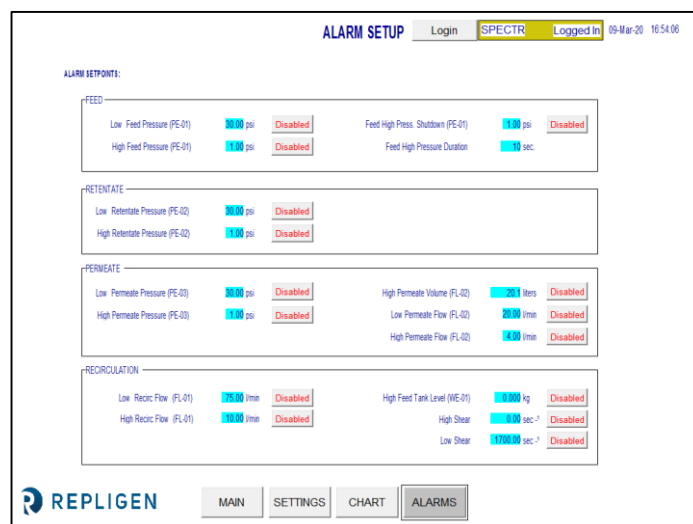 ALARM SETUP Login SPECTR Logged In 09-Mar-20 16:54:06
ALARM SETPOINTS:
FEED
Low Feed Pressure (PE-01) 30.00 psi Disabled Feed High Press. Shutdown (PE-01) 1.00 psi Disabled
High Feed Pressure (PE-01) 1.00 psi Disabled Feed High Pressure Duration 10 sec.
RETENTATE
Low Retentate Pressure (PE-02) 30.00 psi Disabled
High Retentate Pressure (PE-02) 1.00 psi Disabled
PERMEATE
Low Permeate Pressure (PE-03) 30.00 psi Disabled High Permeate Volume (FL-02) 20.1 liters Disabled
High Permeate Pressure (PE-03) 1.00 psi Disabled Low Permeate Flow (FL-02) 20.00 l/min Disabled
High Permeate Flow (FL-02) 4.00 l/min Disabled
RECIRCULATION
Low Recirc Flow (FL-01) 75.00 l/min Disabled High Feed Tank Level (WE-01) 0.000 kg Disabled
High Recirc Flow (FL-01) 10.00 l/min Disabled High Shear 0.00 sec -¹ Disabled
Low Shear 1700.00 sec -¹ Disabled
REPLIGEN MAIN SETTINGS CHART ALARMS